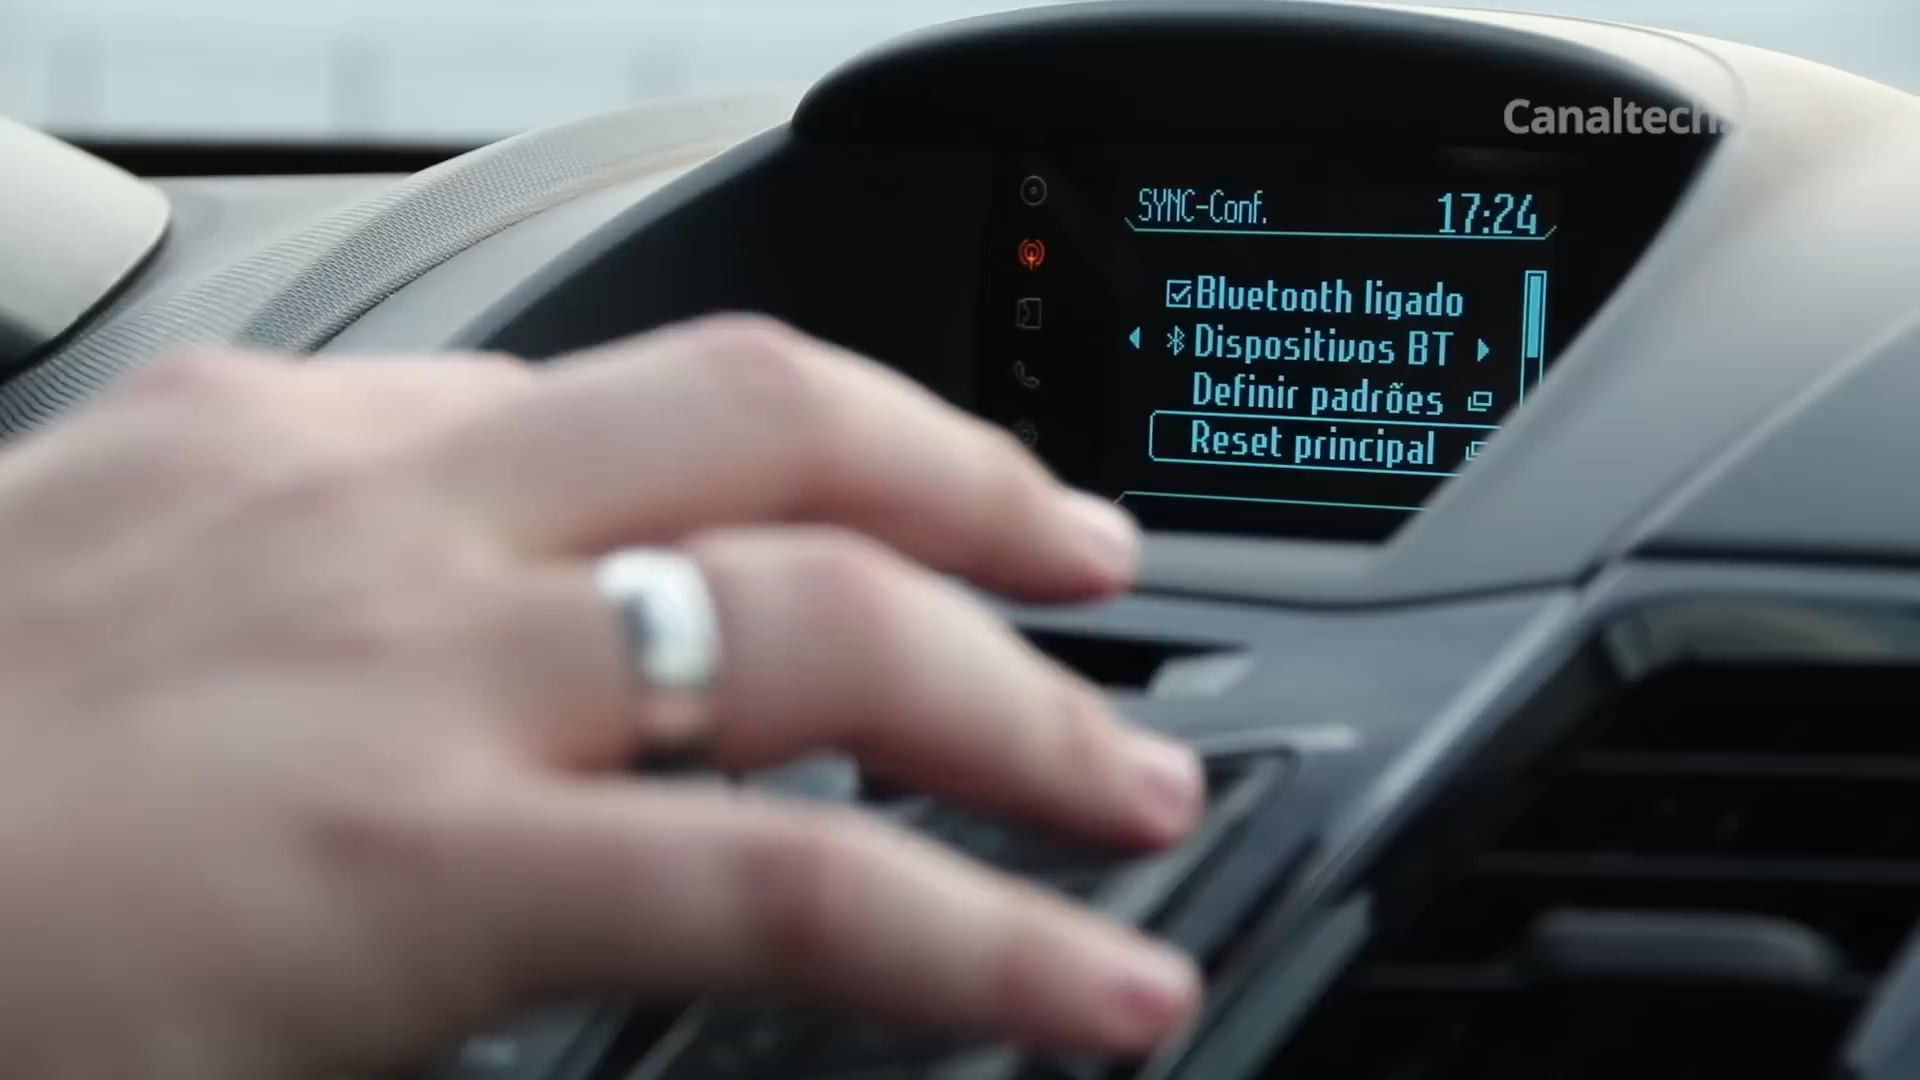 Canaltech
SYNC-Conf. 17:24
Bluetooth ligado
Dispositivos BT
Definir padrões
Reset principal